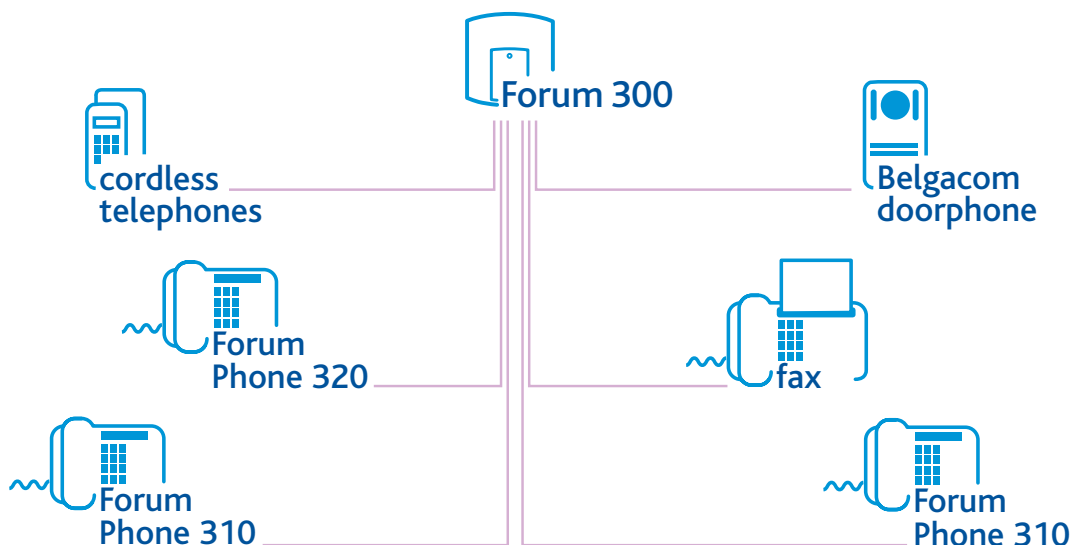 Forum 300
cordless
telephones
Belgacom
doorphone
Forum
Phone 320
fax
Forum
Phone 310
Forum
Phone 310